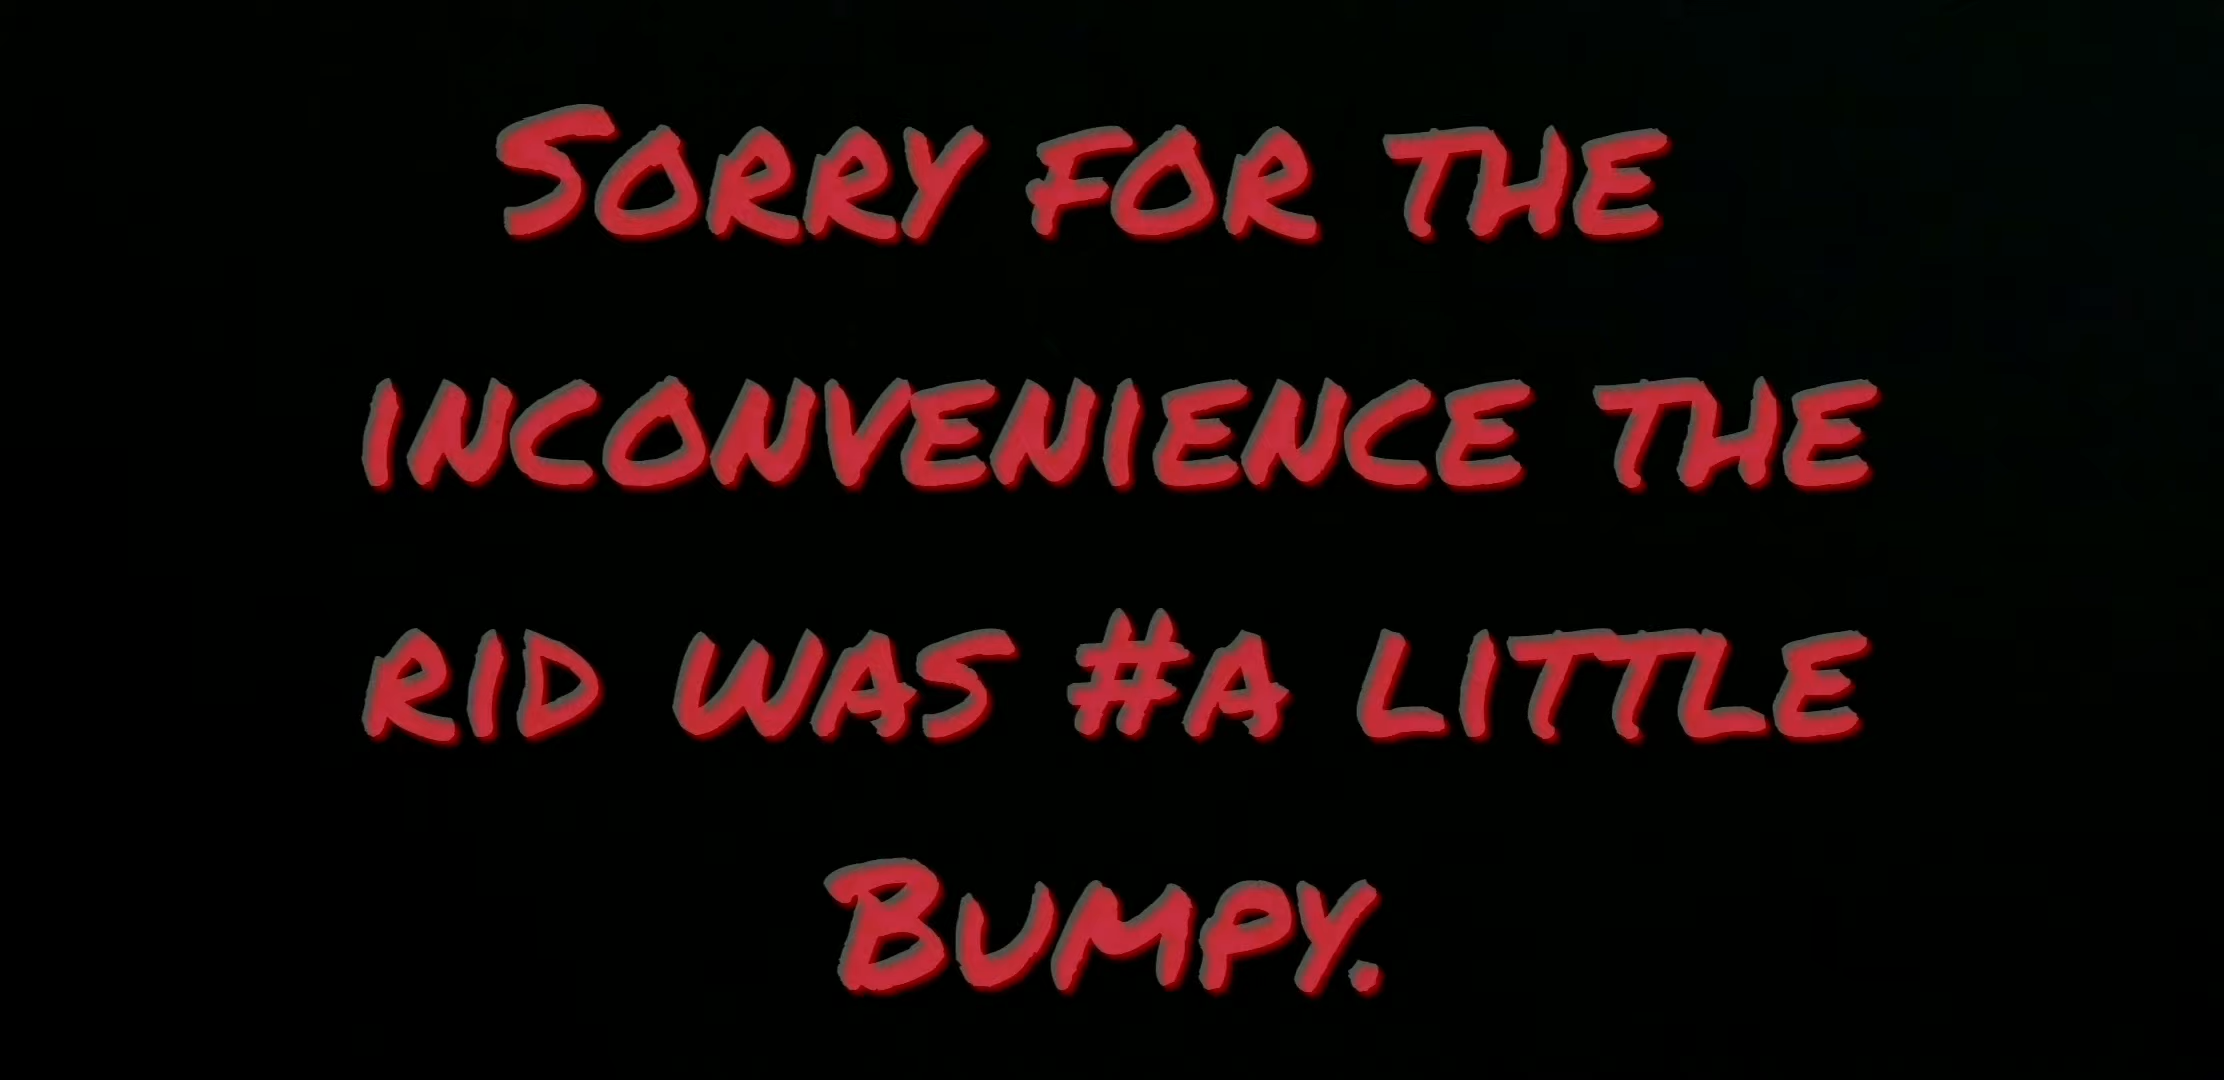 Sorry for the
inconvenience the
rid was #a little
Bumpy.